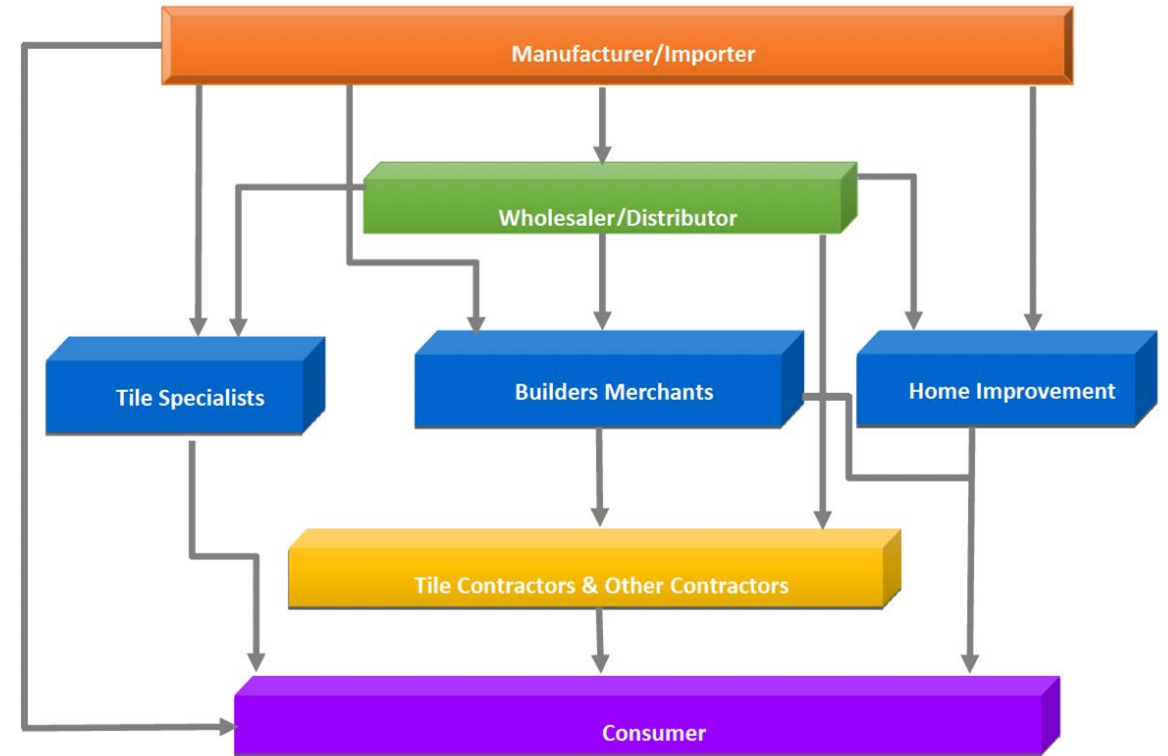 Manufacturer/Importer
Wholesaler/Distributor
Tile Specialists
Builders Merchants
Home Improvement
Tile Contractors & Other Contractors
Consumer